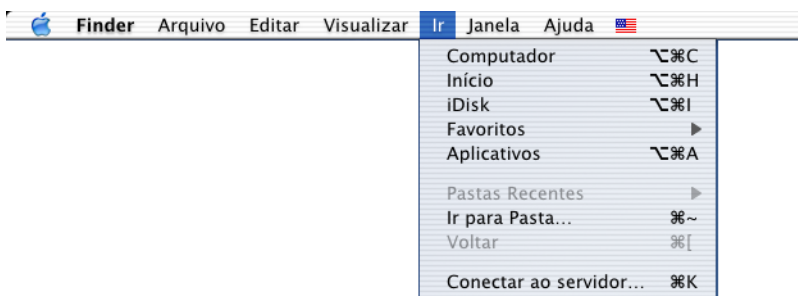 Finder Arquivo Editar Visualizar Ir Janela Ajuda
Computador ⌥⌘C
Início ⌥⌘H
iDisk ⌥⌘I
Favoritos ▶
Aplicativos ⌥⌘A
Pastas Recentes ▶
Ir para Pasta... ⌘~
Voltar ⌘[
Conectar ao servidor... ⌘K